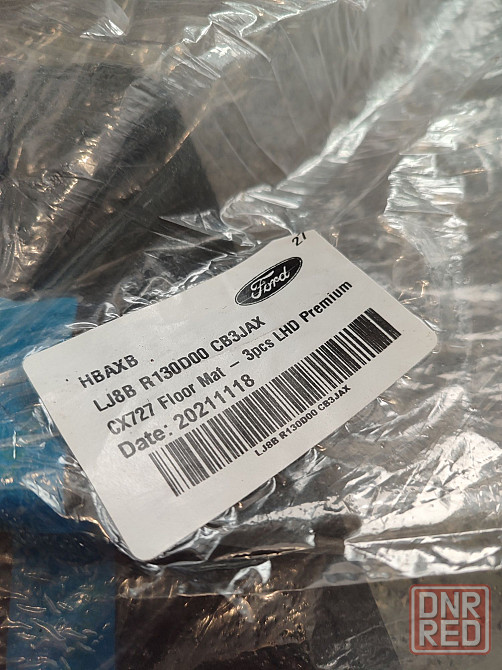 27
Ford
HBAXB
LJ8B R130D00 CB3JAX
CX727 Floor Mat - 3pcs LHD Premium
Date: 20211118
LJ8B R130D00 CB3JAX
DNR
RED